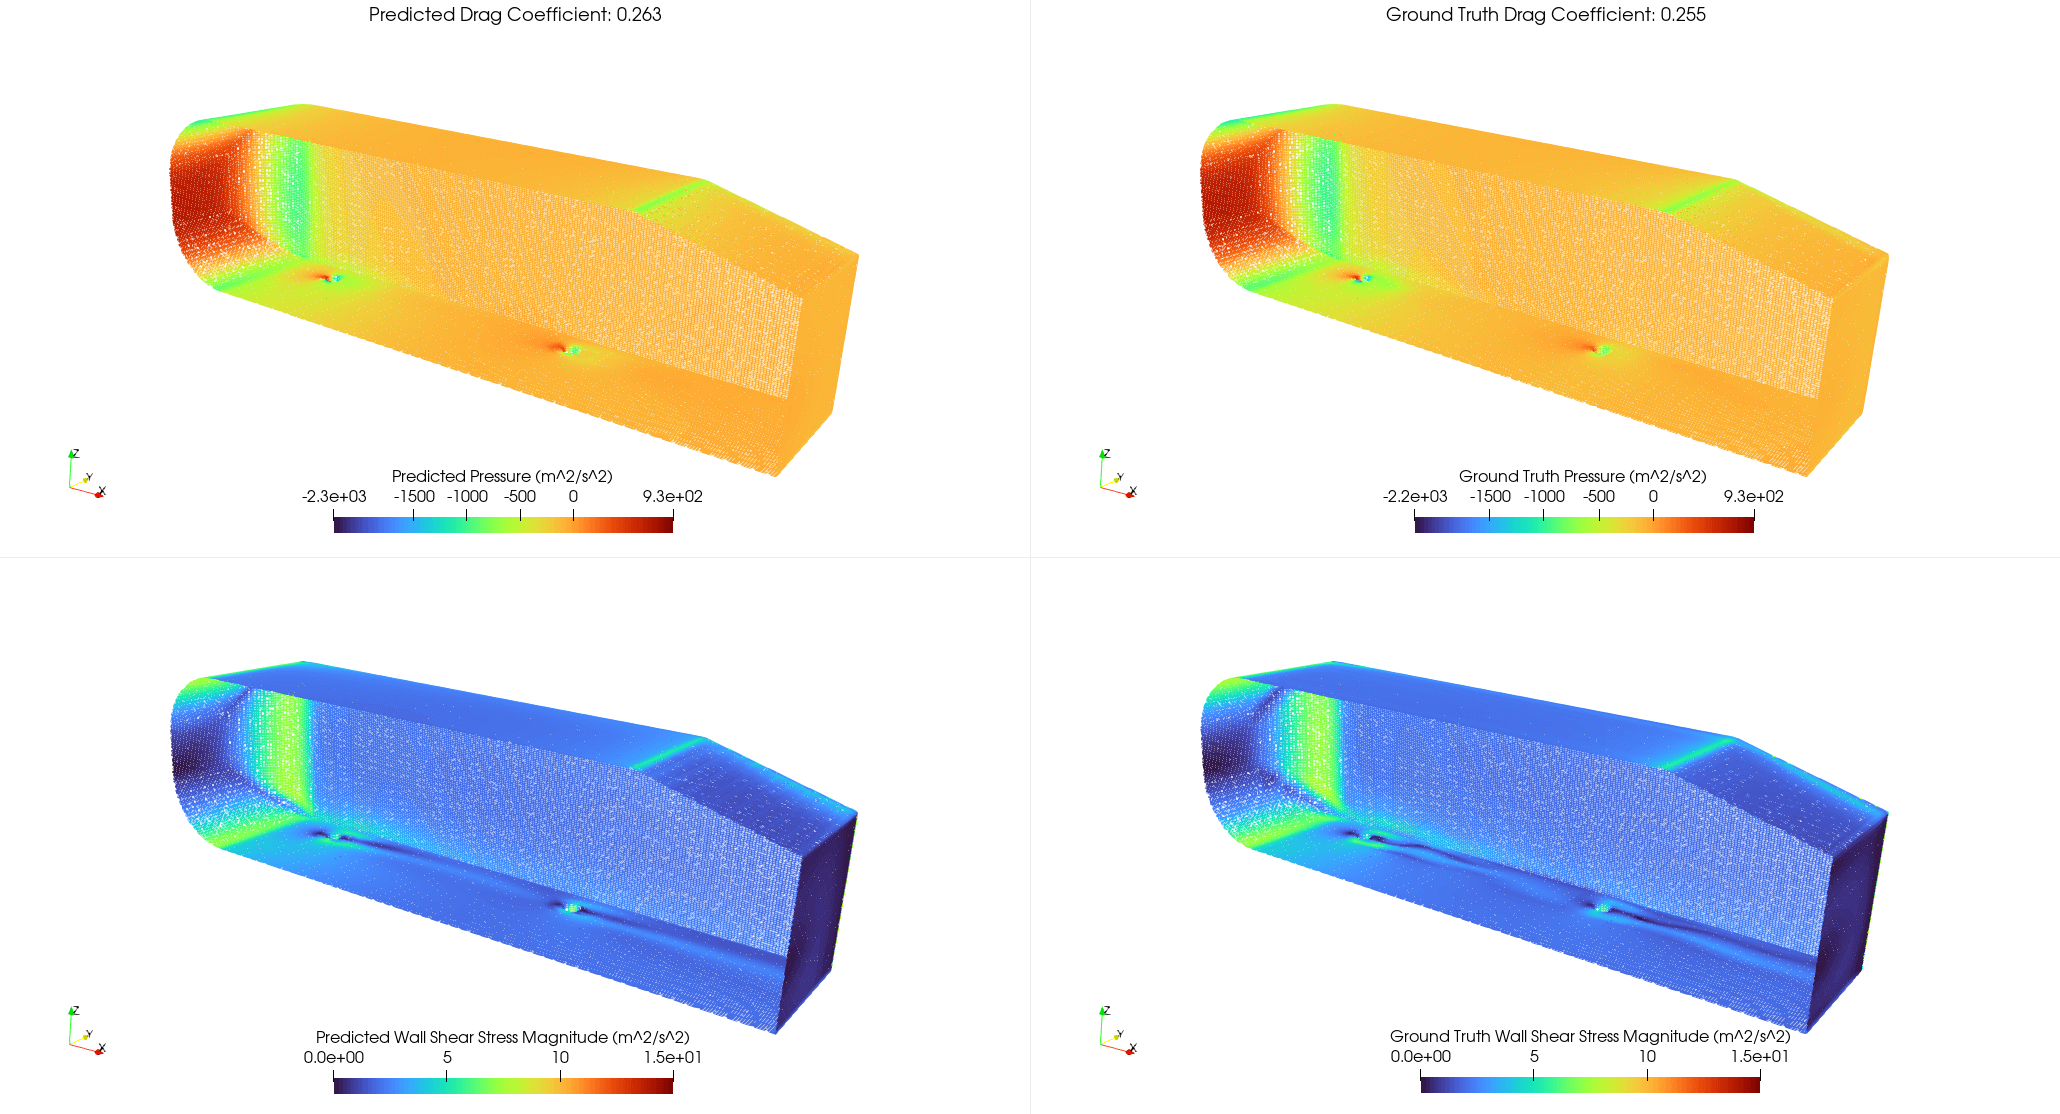 Predicted Drag Coefficient: 0.263
Z
Y
X
Predicted Pressure (m^2/s^2)
-2.3e+03 -1500 -1000 -500 0 9.3e+02
Ground Truth Drag Coefficient: 0.255
Z
Y
X
Ground Truth Pressure (m^2/s^2)
-2.2e+03 -1500 -1000 -500 0 9.3e+02
Z
Y
X
Predicted Wall Shear Stress Magnitude (m^2/s^2)
0.0e+00 5 10 1.5e+01
Z
Y
X
Ground Truth Wall Shear Stress Magnitude (m^2/s^2)
0.0e+00 5 10 1.5e+01